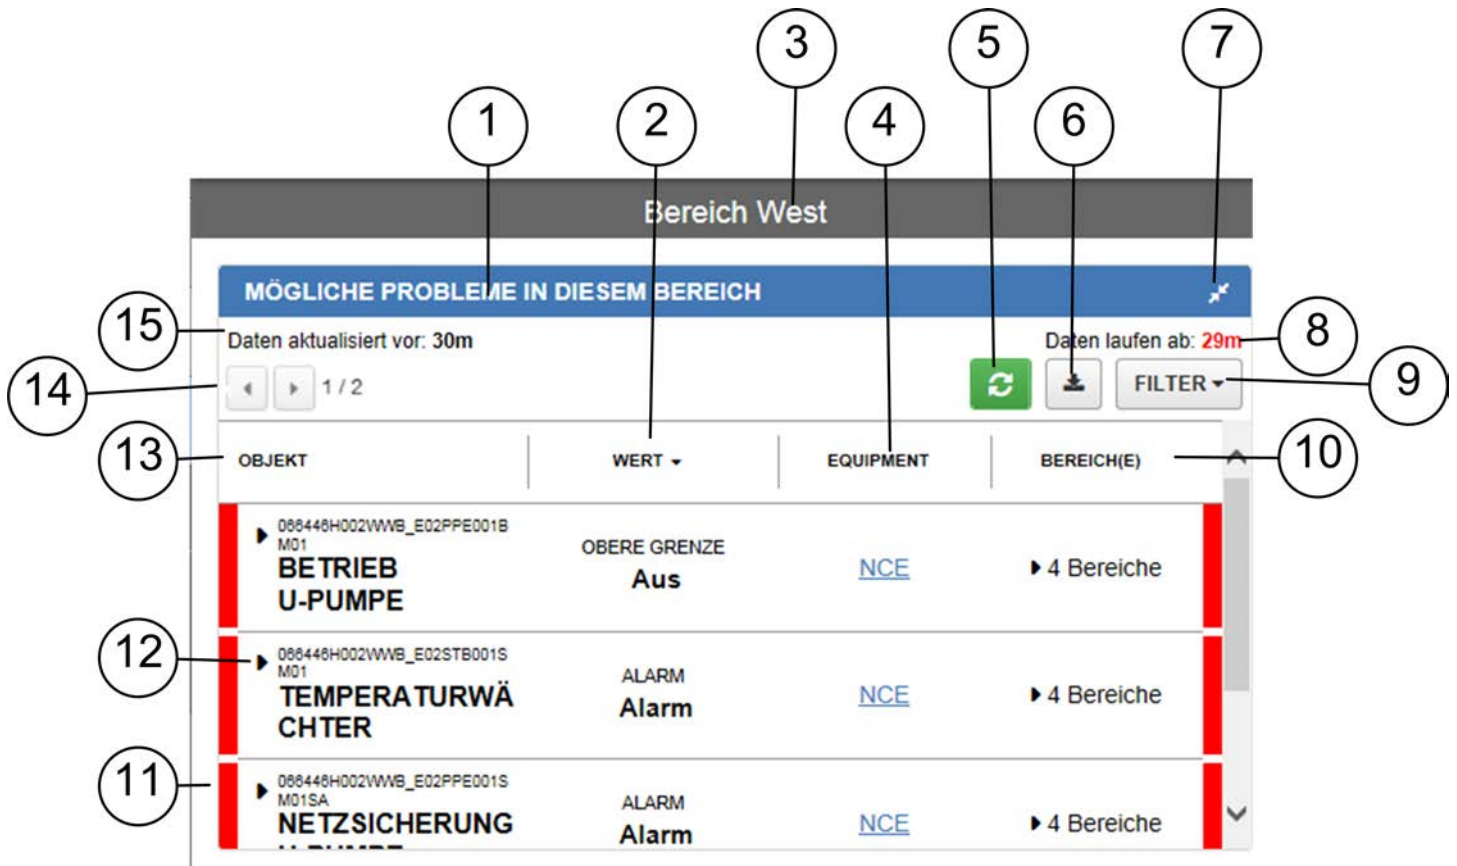 3
5
7
1
2
4
6
Bereich West
MÖGLICHE PROBLEME IN DIESEM BEREICH
15
Daten aktualisiert vor: 30m
Daten laufen ab: 29m
8
14
1 / 2
FILTER
9
13
OBJEKT
WERT
EQUIPMENT
BEREICH(E)
10
066446H002WWB_E02PPE001B
M01
BETRIEB
U-PUMPE
OBERE GRENZE
Aus
NCE
4 Bereiche
12
066446H002WWB_E02STB001S
M01
TEMPERATURWÄ
CHTER
ALARM
Alarm
NCE
4 Bereiche
11
066446H002WWB_E02PPE001S
M01SA
NETZSICHERUNG
ALARM
Alarm
NCE
4 Bereiche